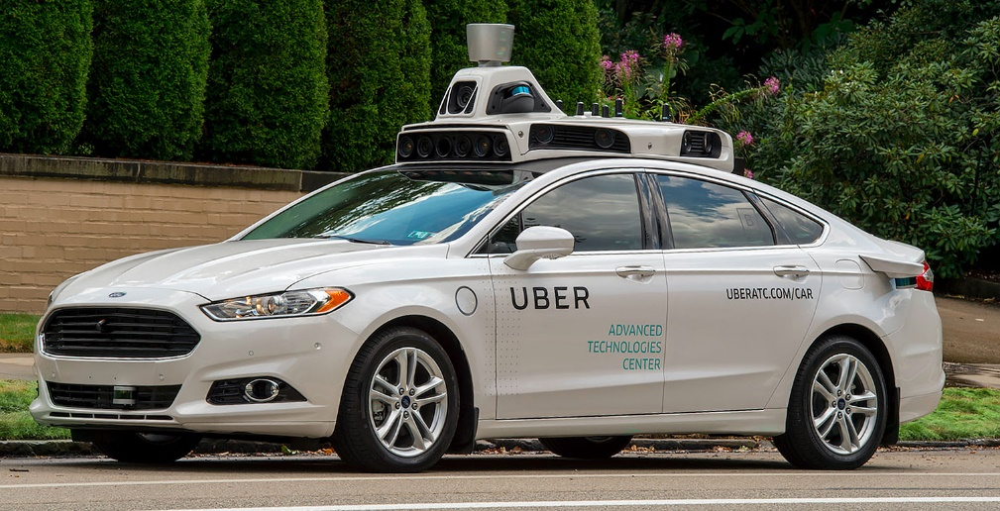 UBER
ADVANCED
TECHNOLOGIES
CENTER
UBERATC.COM/CAR